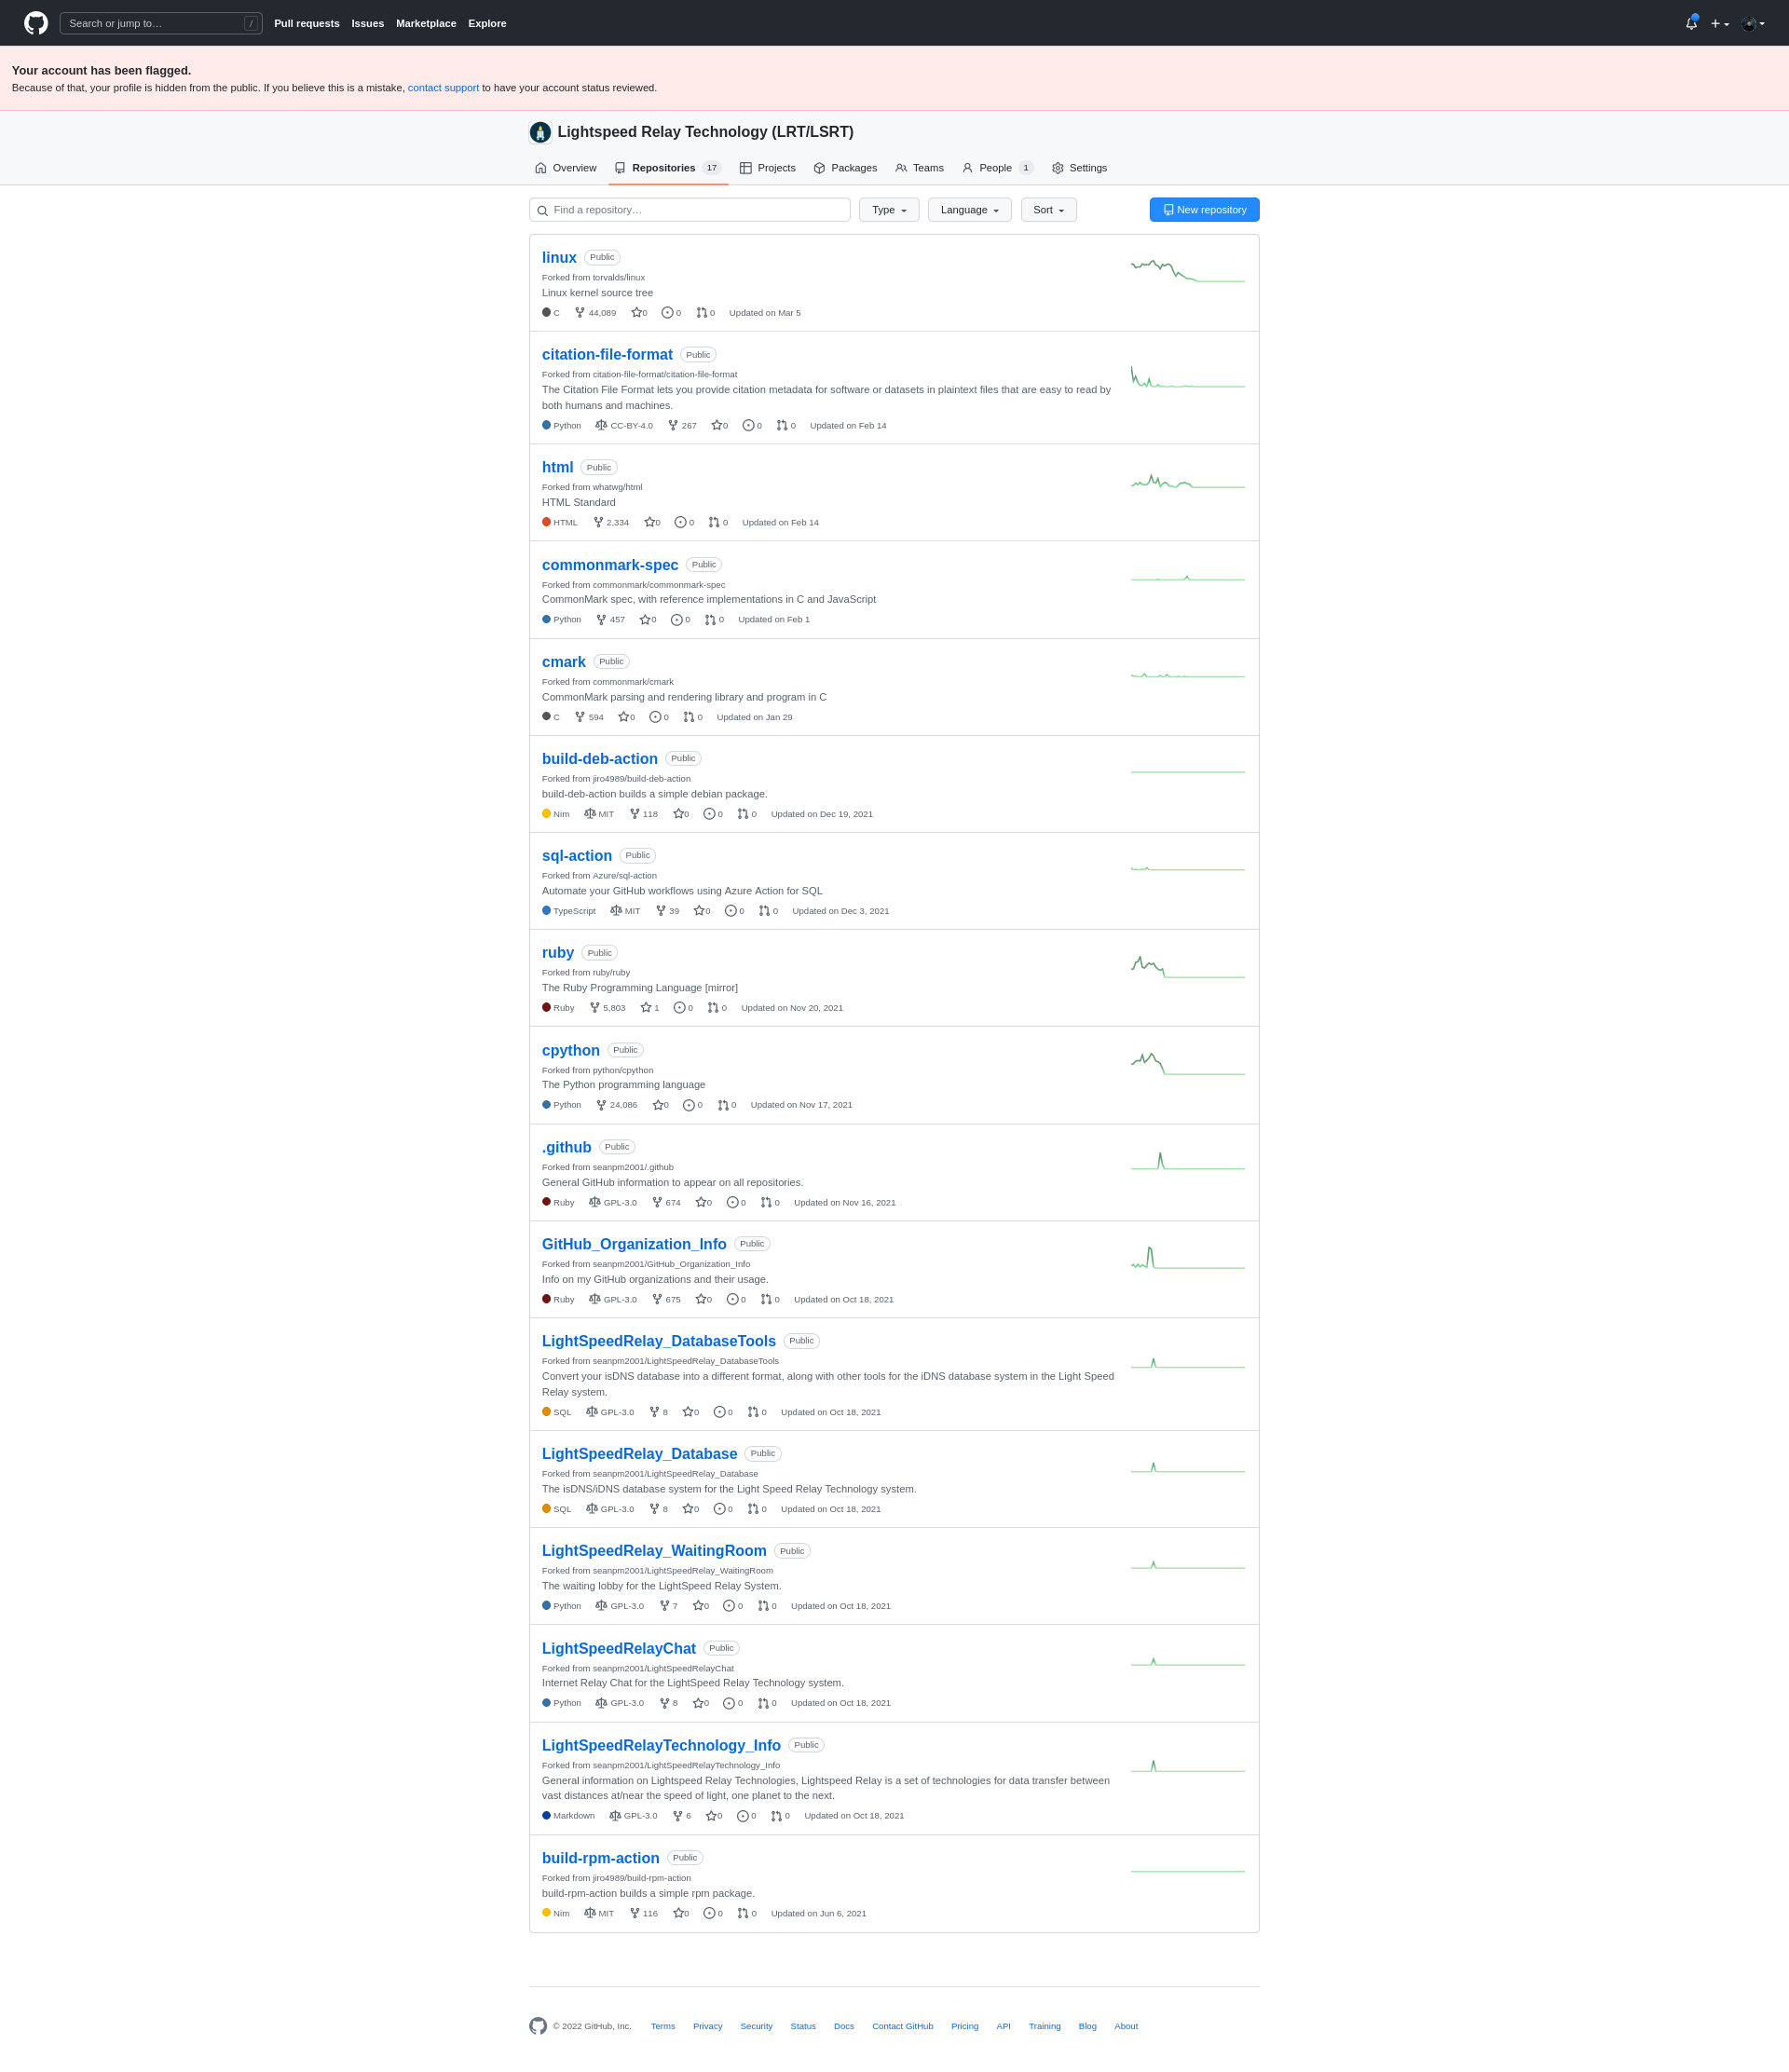 Search or jump to… / Pull requests Issues Marketplace Explore
Your account has been flagged.
Because of that, your profile is hidden from the public. If you believe this is a mistake, contact support to have your account status reviewed.
Lightspeed Relay Technology (LRT/LSRT)
Overview Repositories 17 Projects Packages Teams People 1 Settings
Find a repository… Type Language Sort New repository
linux Public
Forked from torvalds/linux
Linux kernel source tree
C 44,089 0 0 0 Updated on Mar 5
citation-file-format Public
Forked from citation-file-format/citation-file-format
The Citation File Format lets you provide citation metadata for software or datasets in plaintext files that are easy to read by
both humans and machines.
Python CC-BY-4.0 267 0 0 0 Updated on Feb 14
html Public
Forked from whatwg/html
HTML Standard
HTML 2,334 0 0 0 Updated on Feb 14
commonmark-spec Public
Forked from commonmark/commonmark-spec
CommonMark spec, with reference implementations in C and JavaScript
Python 457 0 0 0 Updated on Feb 1
cmark Public
Forked from commonmark/cmark
CommonMark parsing and rendering library and program in C
C 594 0 0 0 Updated on Jan 29
build-deb-action Public
Forked from jiro4989/build-deb-action
build-deb-action builds a simple debian package.
Nim MIT 118 0 0 0 Updated on Dec 19, 2021
sql-action Public
Forked from Azure/sql-action
Automate your GitHub workflows using Azure Action for SQL
TypeScript MIT 39 0 0 0 Updated on Dec 3, 2021
ruby Public
Forked from ruby/ruby
The Ruby Programming Language [mirror]
Ruby 5,803 1 0 0 Updated on Nov 20, 2021
cpython Public
Forked from python/cpython
The Python programming language
Python 24,086 0 0 0 Updated on Nov 17, 2021
.github Public
Forked from seanpm2001/.github
General GitHub information to appear on all repositories.
Ruby GPL-3.0 674 0 0 0 Updated on Nov 16, 2021
GitHub_Organization_Info Public
Forked from seanpm2001/GitHub_Organization_Info
Info on my GitHub organizations and their usage.
Ruby GPL-3.0 675 0 0 0 Updated on Oct 18, 2021
LightSpeedRelay_DatabaseTools Public
Forked from seanpm2001/LightSpeedRelay_DatabaseTools
Convert your isDNS database into a different format, along with other tools for the iDNS database system in the Light Speed
Relay system.
SQL GPL-3.0 8 0 0 0 Updated on Oct 18, 2021
LightSpeedRelay_Database Public
Forked from seanpm2001/LightSpeedRelay_Database
The isDNS/iDNS database system for the Light Speed Relay Technology system.
SQL GPL-3.0 8 0 0 0 Updated on Oct 18, 2021
LightSpeedRelay_WaitingRoom Public
Forked from seanpm2001/LightSpeedRelay_WaitingRoom
The waiting lobby for the LightSpeed Relay System.
Python GPL-3.0 7 0 0 0 Updated on Oct 18, 2021
LightSpeedRelayChat Public
Forked from seanpm2001/LightSpeedRelayChat
Internet Relay Chat for the LightSpeed Relay Technology system.
Python GPL-3.0 8 0 0 0 Updated on Oct 18, 2021
LightSpeedRelayTechnology_Info Public
Forked from seanpm2001/LightSpeedRelayTechnology_Info
General information on Lightspeed Relay Technologies, Lightspeed Relay is a set of technologies for data transfer between
vast distances at/near the speed of light, one planet to the next.
Markdown GPL-3.0 6 0 0 0 Updated on Oct 18, 2021
build-rpm-action Public
Forked from jiro4989/build-rpm-action
build-rpm-action builds a simple rpm package.
Nim MIT 116 0 0 0 Updated on Jun 6, 2021
© 2022 GitHub, Inc. Terms Privacy Security Status Docs Contact GitHub Pricing API Training Blog About